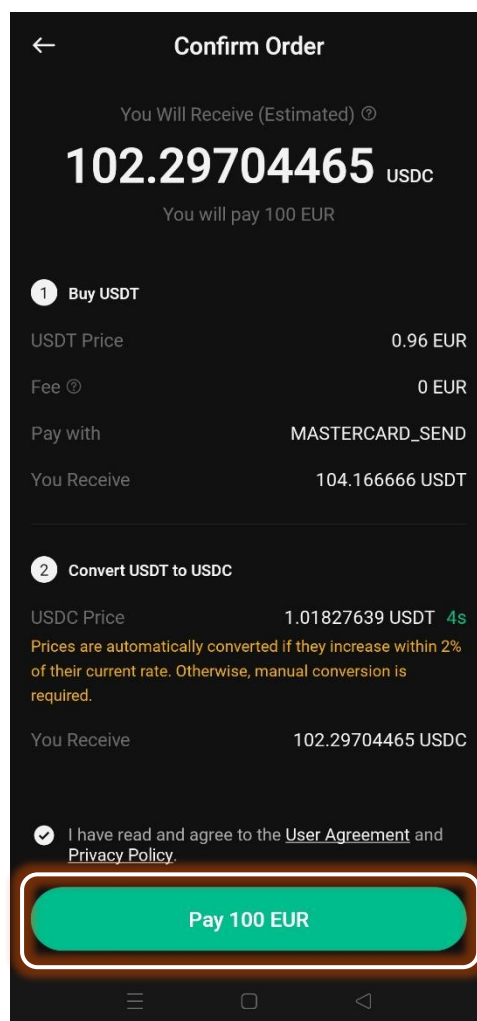 Confirm Order
You Will Receive (Estimated)
102.29704465 USDC
You will pay 100 EUR
1 Buy USDT
USDT Price 0.96 EUR
Fee 0 EUR
Pay with MASTERCARD_SEND
You Receive 104.166666 USDT
2 Convert USDT to USDC
USDC Price 1.01827639 USDT 4s
Prices are automatically converted if they increase within 2%
of their current rate. Otherwise, manual conversion is
required.
You Receive 102.29704465 USDC
I have read and agree to the User Agreement and
Privacy Policy.
Pay 100 EUR